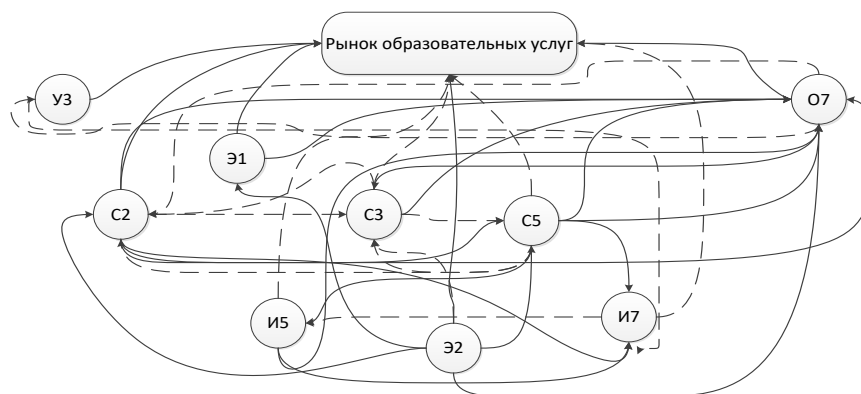 Рынок образовательных услуг
У3
О7
Э1
С2
С3
С5
И5
И7
Э2